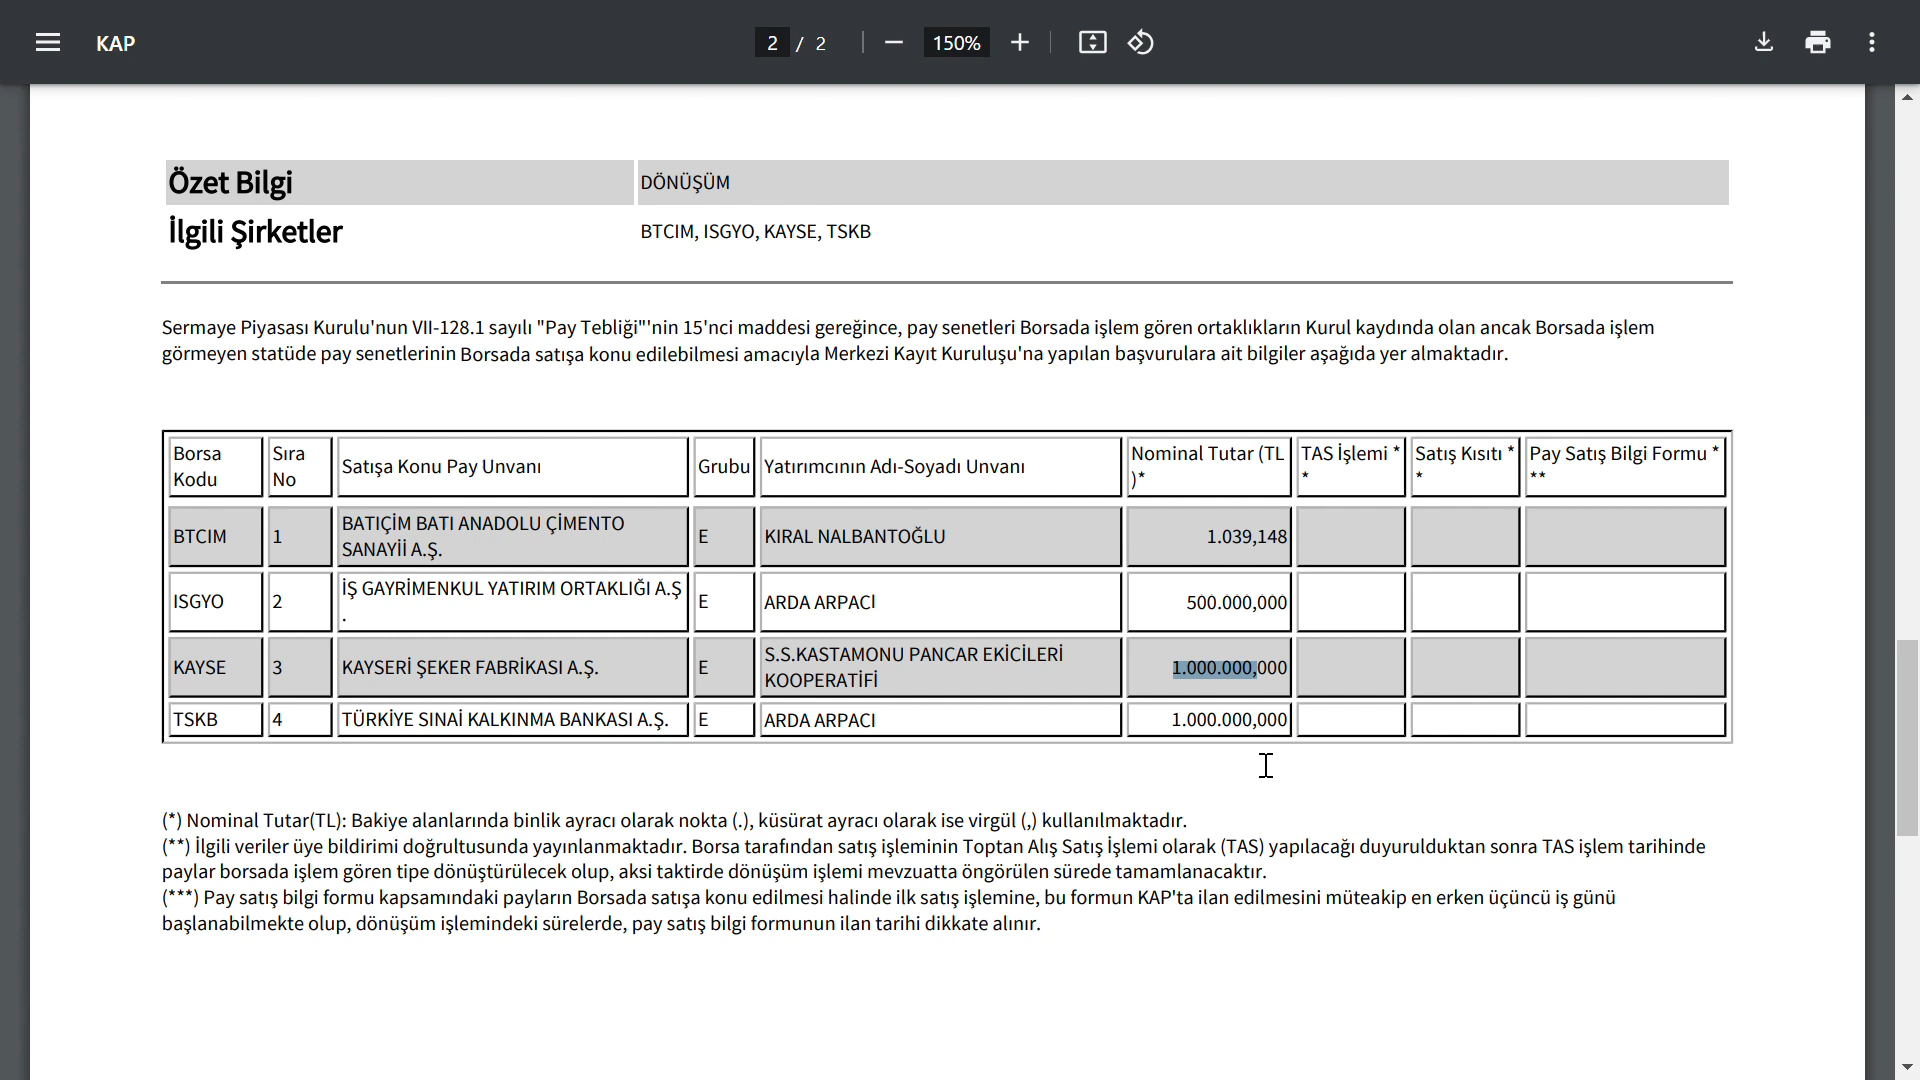 KAP
2 / 2
150%
Özet Bilgi
DÖNÜŞÜM
İlgili Şirketler
BTCIM, ISGYO, KAYSE, TSKB
Sermaye Piyasası Kurulu'nun VII-128.1 sayılı "Pay Tebliği"'nin 15'nci maddesi gereğince, pay senetleri Borsada işlem gören ortaklıkların Kurul kaydında olan ancak Borsada işlem
görmeyen statüde pay senetlerinin Borsada satışa konu edilebilmesi amacıyla Merkezi Kayıt Kuruluşu'na yapılan başvurulara ait bilgiler aşağıda yer almaktadır.
Borsa Kodu Sıra No Satışa Konu Pay Unvanı Grubu Yatırımcının Adı-Soyadı Unvanı Nominal Tutar (TL )* TAS İşlemi * * Satış Kısıtı * * Pay Satış Bilgi Formu * **
BTCIM 1 BATIÇİM BATI ANADOLU ÇİMENTO SANAYİİ A.Ş. E KIRAL NALBANTOĞLU 1.039,148
ISGYO 2 İŞ GAYRİMENKUL YATIRIM ORTAKLIĞI A.Ş . E ARDA ARPACI 500.000,000
KAYSE 3 KAYSERİ ŞEKER FABRİKASI A.Ş. E S.S.KASTAMONU PANCAR EKİCİLERİ KOOPERATİFİ 1.000.000,000
TSKB 4 TÜRKİYE SINAİ KALKINMA BANKASI A.Ş. E ARDA ARPACI 1.000.000,000
(*) Nominal Tutar(TL): Bakiye alanlarında binlik ayracı olarak nokta (.), küsürat ayracı olarak ise virgül (,) kullanılmaktadır.
(**) İlgili veriler üye bildirimi doğrultusunda yayınlanmaktadır. Borsa tarafından satış işleminin Toptan Alış Satış İşlemi olarak (TAS) yapılacağı duyurulduktan sonra TAS işlem tarihinde
paylar borsada işlem gören tipe dönüştürülecek olup, aksi taktirde dönüşüm işlemi mevzuatta öngörülen sürede tamamlanacaktır.
(***) Pay satış bilgi formu kapsamındaki payların Borsada satışa konu edilmesi halinde ilk satış işlemine, bu formun KAP'ta ilan edilmesini müteakip en erken üçüncü iş günü
başlanabilmekte olup, dönüşüm işlemindeki sürelerde, pay satış bilgi formunun ilan tarihi dikkate alınır.